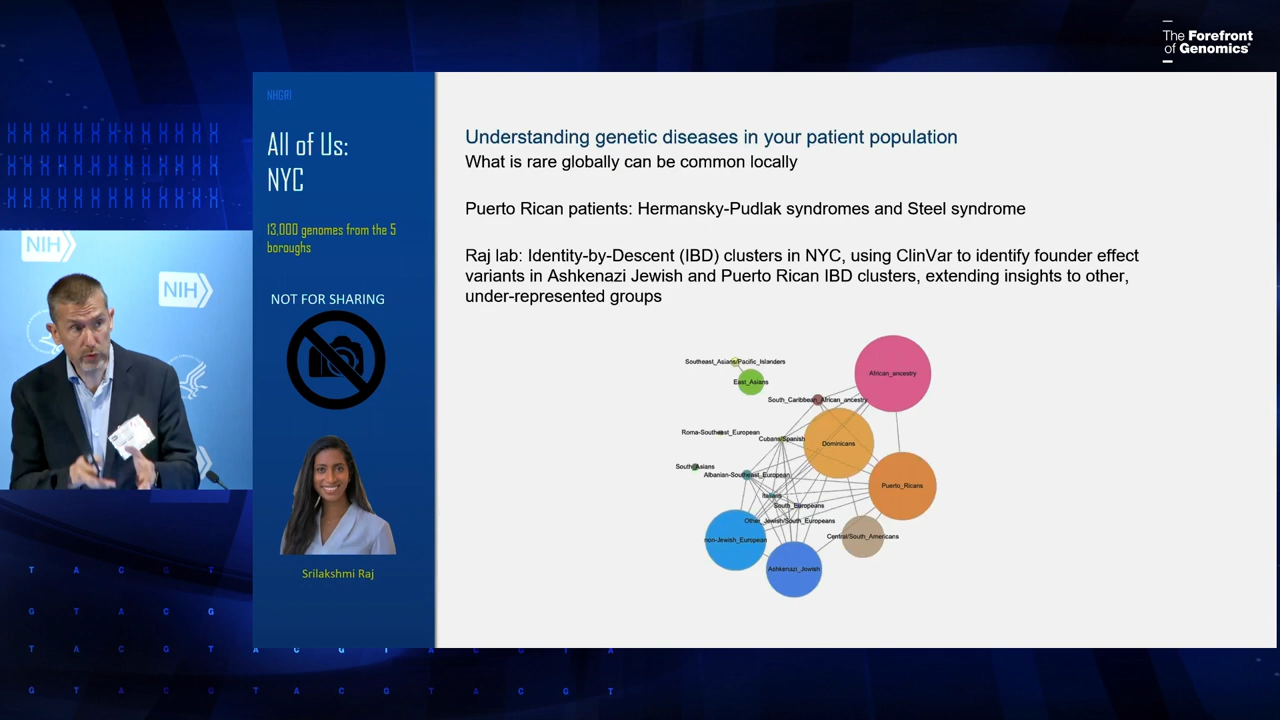 The Forefront
of Genomics®
NHGRI
All of Us:
NYC
13,000 genomes from the 5
boroughs
NOT FOR SHARING
Srilakshmi Raj
Understanding genetic diseases in your patient population
What is rare globally can be common locally
Puerto Rican patients: Hermansky-Pudlak syndromes and Steel syndrome
Raj lab: Identity-by-Descent (IBD) clusters in NYC, using ClinVar to identify founder effect
variants in Ashkenazi Jewish and Puerto Rican IBD clusters, extending insights to other,
under-represented groups
Southeast_Asians/Pacific_Islanders
East_Asians
African_ancestry
South_Caribbean_African_ancestry
Roma-Southeast_European
Cubans/Spanish
Dominicans
South_Asians
Albanian-Southeast_European
Puerto_Ricans
Italians
South_Europeans
Other_Jewish/South_Europeans
non-Jewish_European
Central/South_Americans
Ashkenazi_Jewish
NIH
NIH
T A C G T
G T A C G
T A C G T A C G T A C G T A
G T A C G T A C G T A C G T